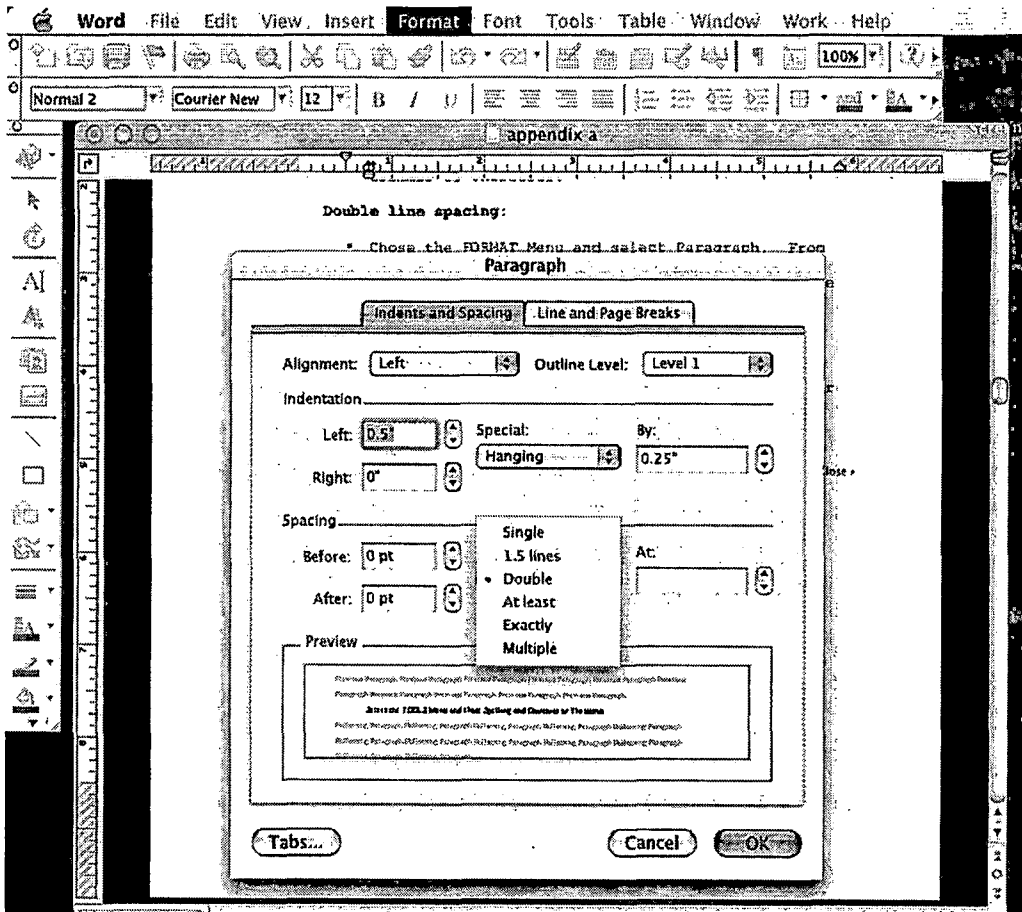 Word File Edit View Insert Format Font Tools Table Window Work Help
100%
Normal 2 Courier New 12 B I U
appendix a
Double line spacing:
• Chose the FORMAT Menu and select Paragraph. From
Paragraph
Indents and Spacing Line and Page Breaks
Alignment: Left Outline Level: Level 1
Indentation
Left: 0.5" Special: By:
Hanging 0.25"
Right: 0"
Spacing
Single
Before: 0 pt 1.5 lines At:
• Double
After: 0 pt At least
Exactly
Multiple
Preview
Tabs... Cancel OK